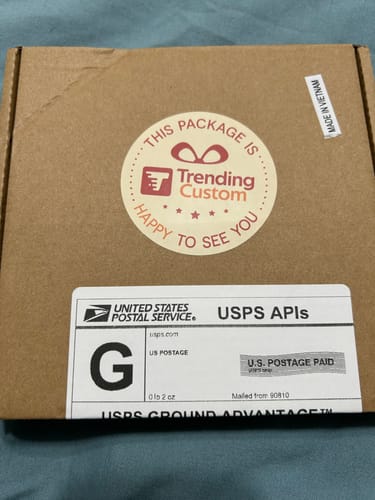 MADE IN VIETNAM
THIS PACKAGE IS
Trending
Custom
HAPPY TO SEE YOU
UNITED STATES
POSTAL SERVICE®
USPS APIs
G
usps.com
US POSTAGE
U.S. POSTAGE PAID
0 lb 2 oz
Mailed from 90810
USPS GROUND ADVANTAGE™